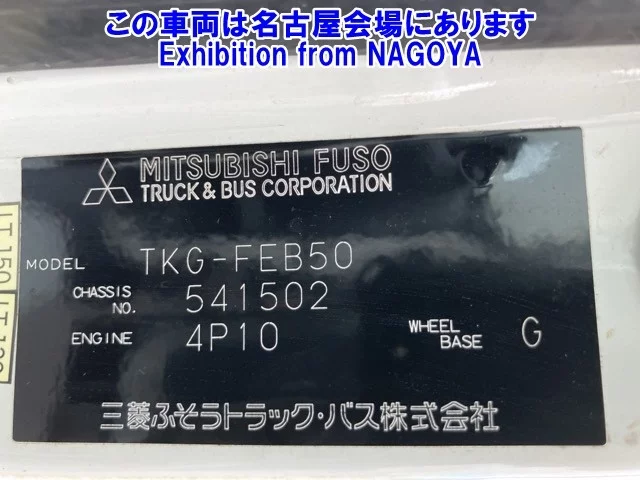 この車両は名古屋会場にあります
Exhibition from NAGOYA
MITSUBISHI FUSO
TRUCK & BUS CORPORATION
MODEL TKG-FEB50
CHASSIS NO. 541502
ENGINE 4P10 WHEEL BASE G
三菱ふそうトラック・バス株式会社
LT 150